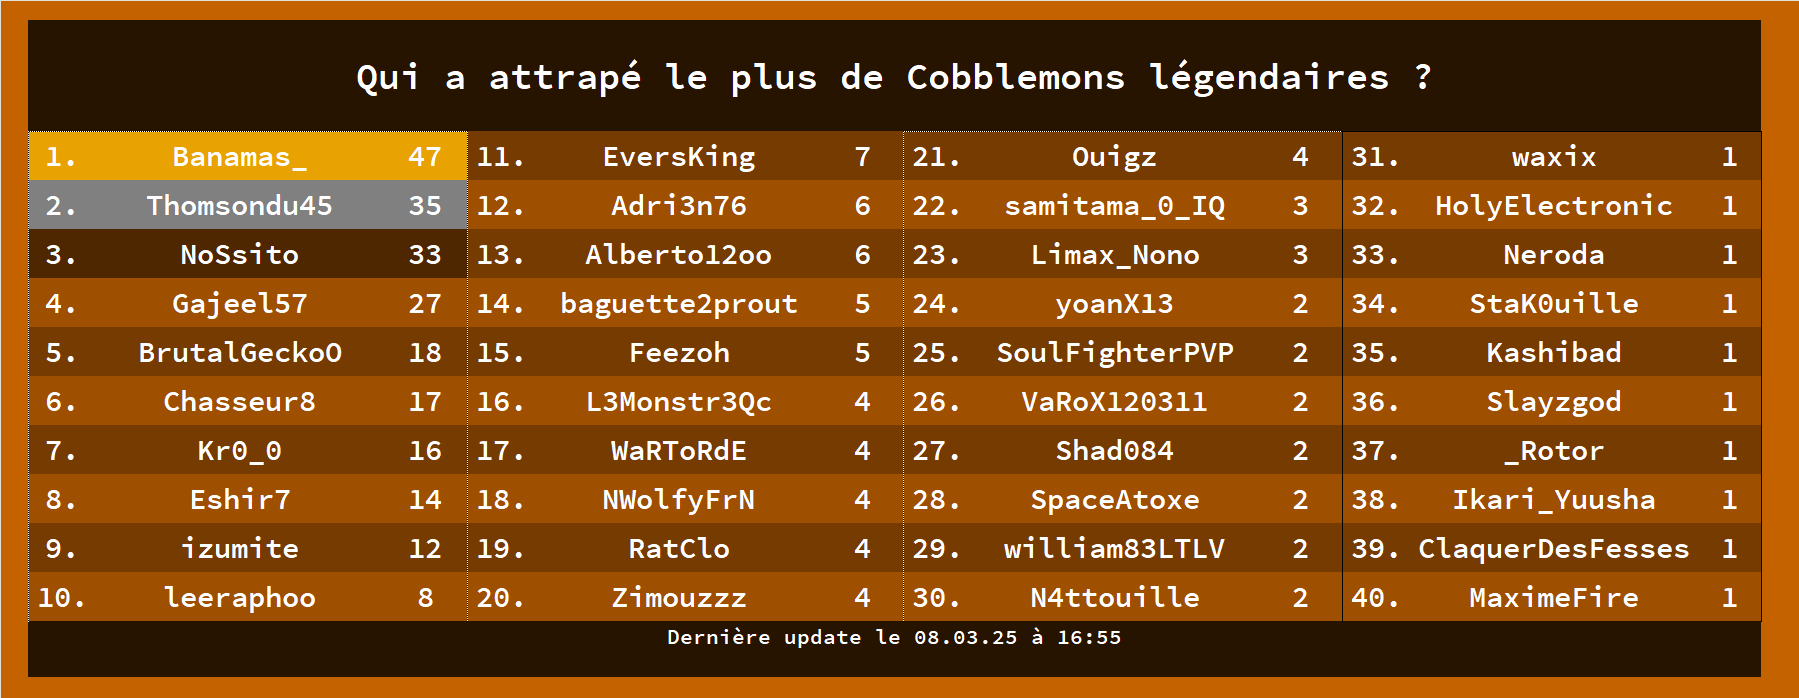 Qui a attrapé le plus de Cobblemons légendaires ?
1. Banamas_ 47
2. Thomsondu45 35
3. NoSsito 33
4. Gajeel57 27
5. BrutalGeckoO 18
6. Chasseur8 17
7. Kr0_0 16
8. Eshir7 14
9. izumite 12
10. leeraphoo 8
11. EversKing 7
12. Adri3n76 6
13. Alberto12oo 6
14. baguette2prout 5
15. Feezoh 5
16. L3Monstr3Qc 4
17. WaRToRdE 4
18. NWolfyFrN 4
19. RatClo 4
20. Zimouzzz 4
21. Ouigz 4
22. samitama_0_IQ 3
23. Limax_Nono 3
24. yoanX13 2
25. SoulFighterPVP 2
26. VaRoX120311 2
27. Shad084 2
28. SpaceAtoxe 2
29. william83LTLV 2
30. N4ttouille 2
31. waxix 1
32. HolyElectronic 1
33. Neroda 1
34. StaK0uille 1
35. Kashibad 1
36. Slayzgod 1
37. _Rotor 1
38. Ikari_Yuusha 1
39. ClaquerDesFesses 1
40. MaximeFire 1
Dernière update le 08.03.25 à 16:55